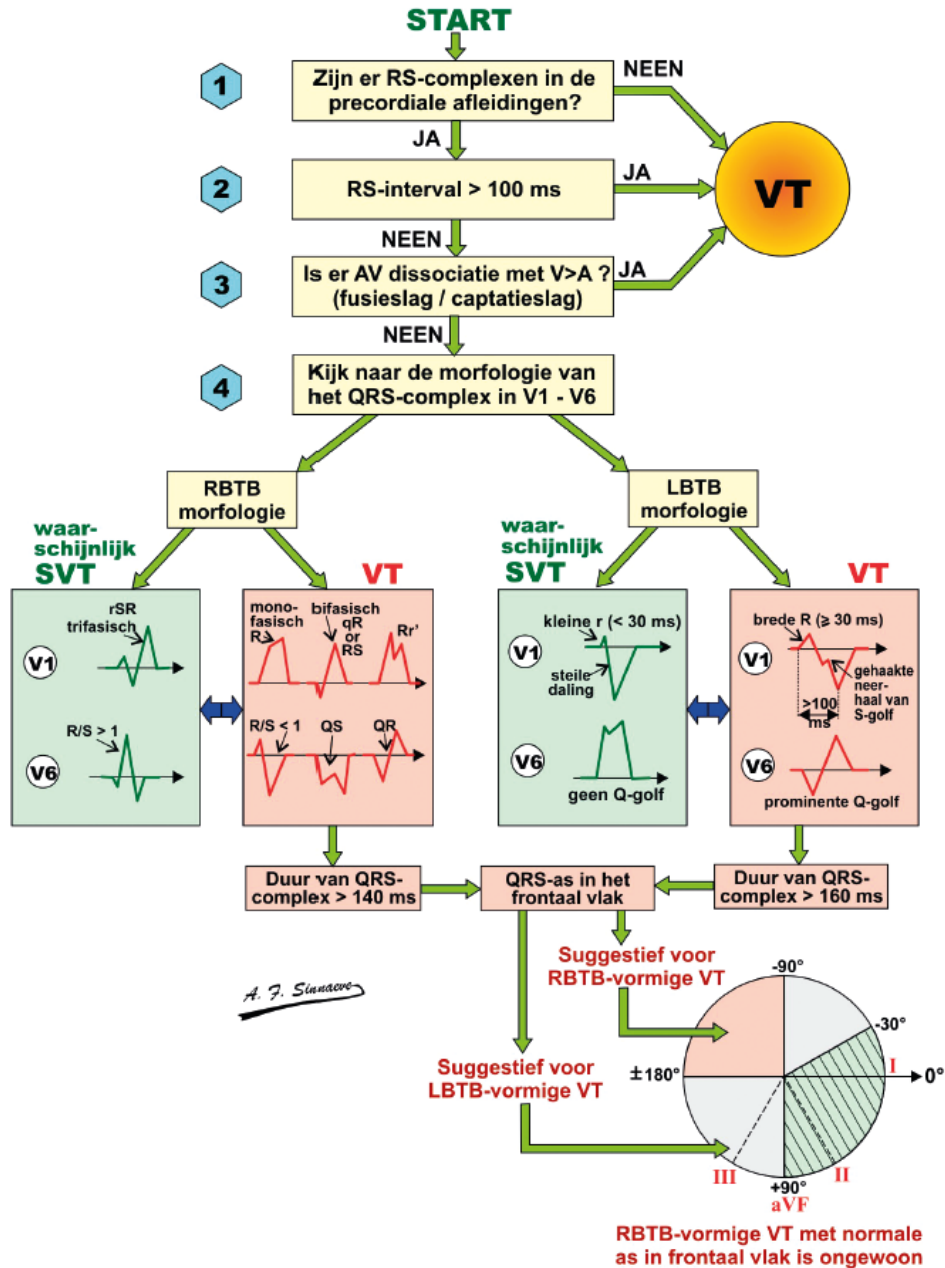 START
1
Zijn er RS-complexen in de
precordiale afleidingen?
NEEN
JA
2
RS-interval > 100 ms
JA
VT
NEEN
3
Is er AV dissociatie met V>A ?
(fusieslag / captatieslag)
JA
NEEN
4
Kijk naar de morfologie van
het QRS-complex in V1 - V6
RBTB
morfologie
LBTB
morfologie
waar-
schijnlijk
SVT
VT
rSR
trifasisch
V1
R/S > 1
V6
mono-
fasisch
R
bifasisch
qR
or
RS
Rr'
R/S < 1
QS
QR
waar-
schijnlijk
SVT
VT
kleine r (< 30 ms)
V1
steile
daling
V6
geen Q-golf
brede R (≥ 30 ms)
V1
gehaakte
neer-
haal van
S-golf
>100
ms
V6
prominente Q-golf
Duur van QRS-
complex > 140 ms
QRS-as in het
frontaal vlak
Duur van QRS-
complex > 160 ms
A. F. Sinnaeve
Suggestief voor
RBTB-vormige VT
Suggestief voor
LBTB-vormige VT
-90°
-30°
I
0°
±180°
III
II
+90°
aVF
RBTB-vormige VT met normale
as in frontaal vlak is ongewoon